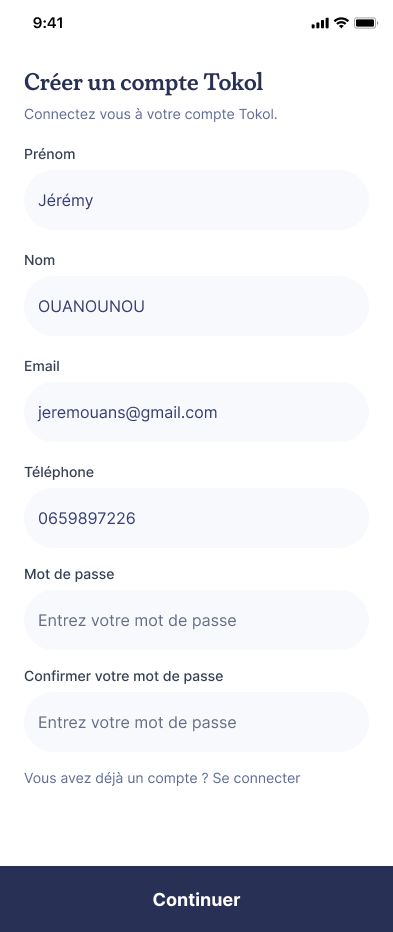 9:41
Créer un compte Tokol
Connectez vous à votre compte Tokol.
Prénom
Jérémy
Nom
OUANOUNOU
Email
jeremouans@gmail.com
Téléphone
0659897226
Mot de passe
Entrez votre mot de passe
Confirmer votre mot de passe
Entrez votre mot de passe
Vous avez déjà un compte ? Se connecter
Continuer